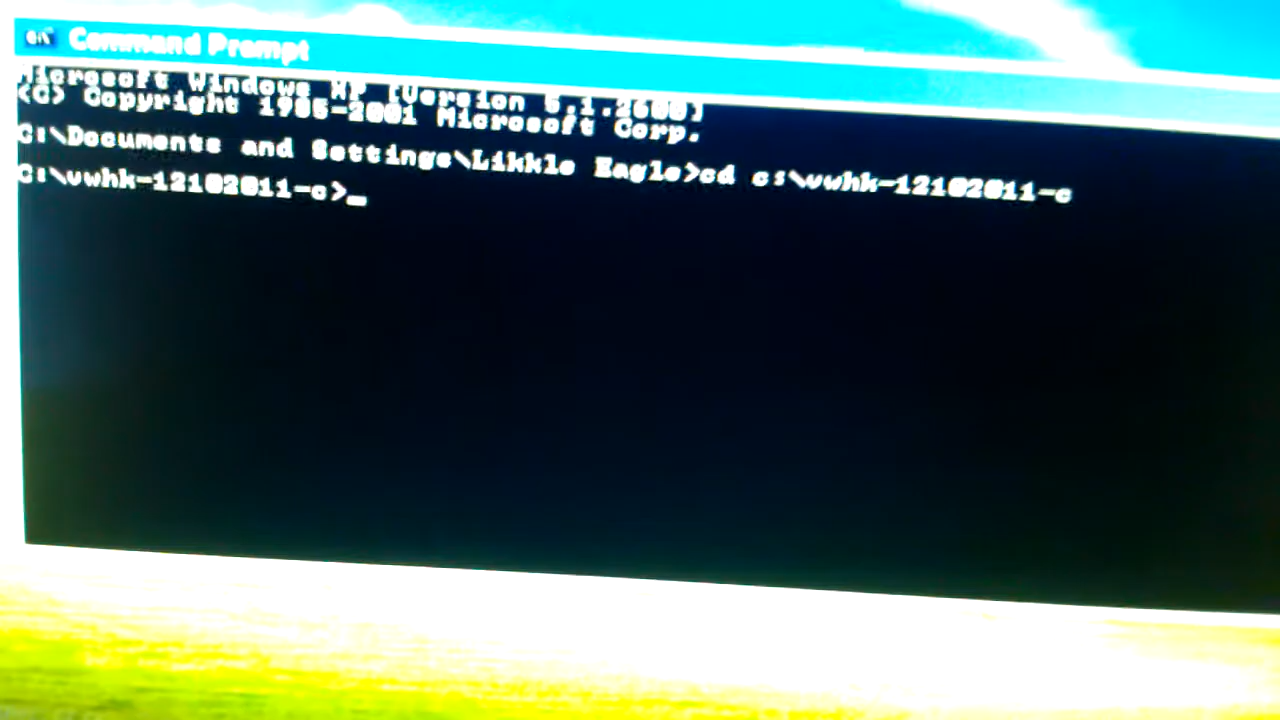 Command Prompt
Microsoft Windows XP [Version 5.1.2600]
(C) Copyright 1985-2001 Microsoft Corp.
C:\Documents and Settings\Likkle Eagle>cd c:\vwhk-12102011-c
C:\vwhk-12102011-c>_